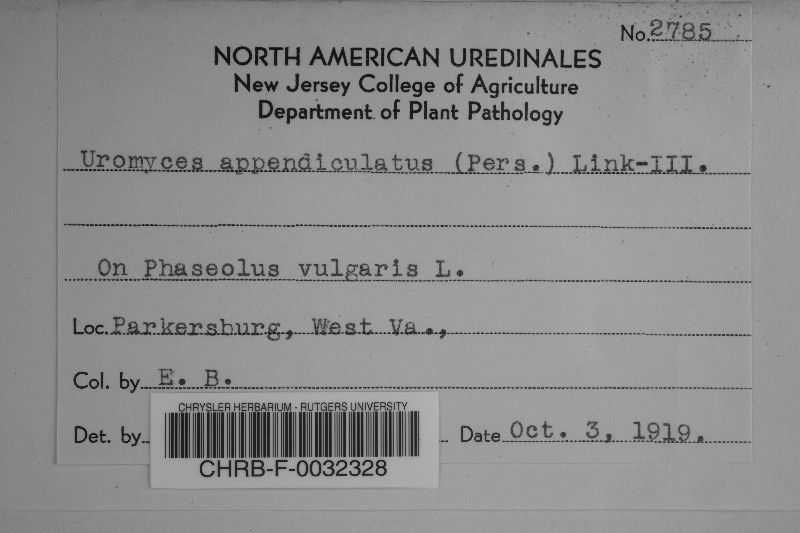 No. 2785
NORTH AMERICAN UREDINALES
New Jersey College of Agriculture
Department of Plant Pathology
Uromyces appendiculatus (Pers.) Link-III.
On Phaseolus vulgaris L.
Loc. Parkersburg, West Va.,
Col. by E. B.
Det. by Date Oct. 3, 1919.
CHRYSLER HERBARIUM - RUTGERS UNIVERSITY
CHRB-F-0032328